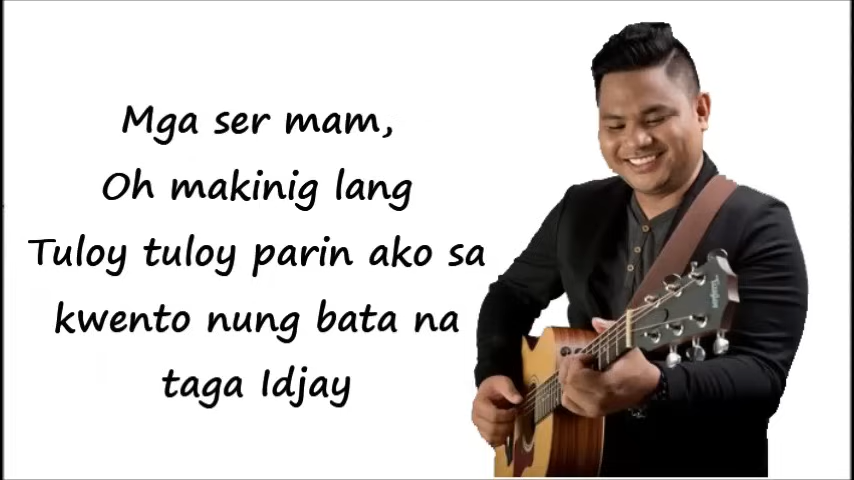 Mga ser mam,
Oh makinig lang
Tuloy tuloy parin ako sa
kwento nung bata na
taga Idjay